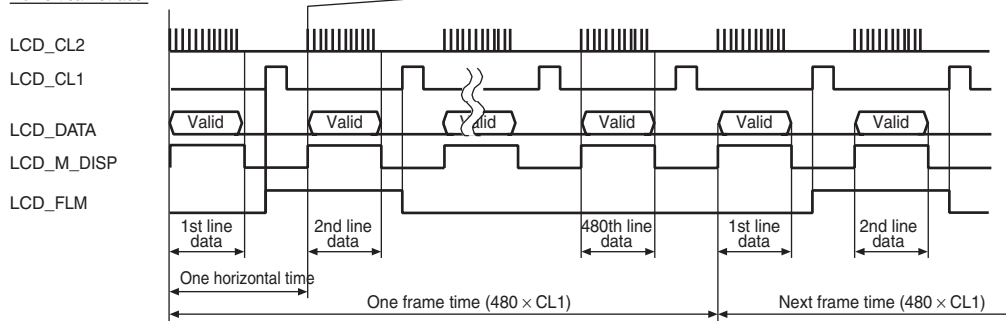 LCD_CL2
LCD_CL1
LCD_DATA
Valid Valid Valid Valid Valid Valid
LCD_M_DISP
LCD_FLM
1st line data
2nd line data
480th line data
1st line data
2nd line data
One horizontal time
One frame time (480 × CL1)
Next frame time (480 × CL1)